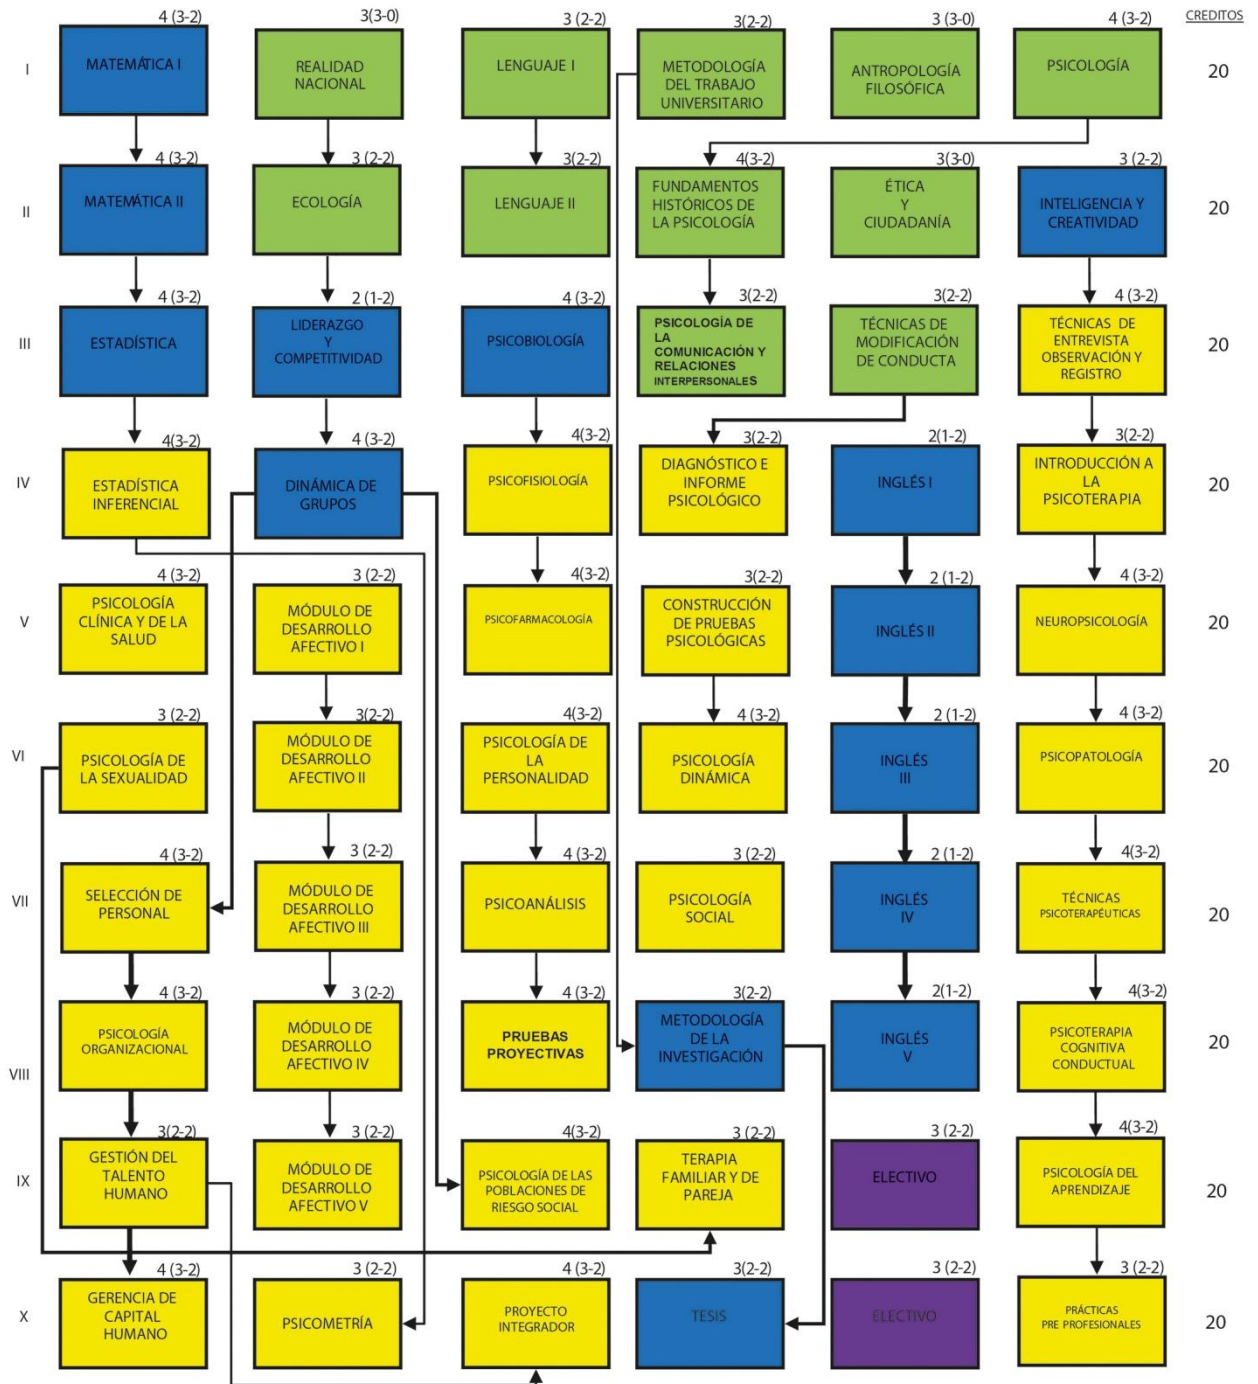 CREDITOS
4 (3-2)
3(3-0)
3 (2-2)
3(2-2)
3 (3-0)
4 (3-2)
I
MATEMÁTICA I
REALIDAD
NACIONAL
LENGUAJE I
METODOLOGÍA
DEL TRABAJO
UNIVERSITARIO
ANTROPOLOGÍA
FILOSÓFICA
PSICOLOGÍA
20
4 (3-2)
3 (2-2)
3(2-2)
4(3-2)
3(3-0)
3 (2-2)
II
MATEMÁTICA II
ECOLOGÍA
LENGUAJE II
FUNDAMENTOS
HISTÓRICOS DE
LA PSICOLOGÍA
ÉTICA
Y
CIUDADANÍA
INTELIGENCIA Y
CREATIVIDAD
20
4 (3-2)
2 (1-2)
4 (3-2)
3(2-2)
3(2-2)
4 (3-2)
III
ESTADÍSTICA
LIDERAZGO
Y
COMPETITIVIDAD
PSICOBIOLOGÍA
PSICOLOGÌA DE
LA
COMUNICACIÓN Y
RELACIONES
INTERPERSONALES
TÉCNICAS DE
MODIFICACIÓN
DE CONDUCTA
TÉCNICAS DE
ENTREVISTA
OBSERVACIÓN Y
REGISTRO
20
4(3-2)
4 (3-2)
4(3-2)
3(2-2)
2(1-2)
3(2-2)
IV
ESTADÍSTICA
INFERENCIAL
DINÁMICA DE
GRUPOS
PSICOFISIOLOGÍA
DIAGNÓSTICO E
INFORME
PSICOLÓGICO
INGLÉS I
INTRODUCCIÓN A
LA
PSICOTERAPIA
20
4 (3-2)
3 (2-2)
4(3-2)
3(2-2)
2 (1-2)
4 (3-2)
V
PSICOLOGÍA
CLÍNICA Y DE LA
SALUD
MÓDULO DE
DESARROLLO
AFECTIVO I
PSICOFARMACOLOGÍA
CONSTRUCCIÓN
DE PRUEBAS
PSICOLÓGICAS
INGLÉS II
NEUROPSICOLOGÍA
20
3 (2-2)
3(2-2)
4(3-2)
4 (3-2)
2 (1-2)
4 (3-2)
VI
PSICOLOGÍA DE
LA SEXUALIDAD
MÓDULO DE
DESARROLLO
AFECTIVO II
PSICOLOGÍA DE
LA
PERSONALIDAD
PSICOLOGÍA
DINÁMICA
INGLÉS
III
PSICOPATOLOGÍA
20
4 (3-2)
3 (2-2)
4 (3-2)
3 (2-2)
2 (1-2)
4(3-2)
VII
SELECCIÓN DE
PERSONAL
MÓDULO DE
DESARROLLO
AFECTIVO III
PSICOANÁLISIS
PSICOLOGÍA
SOCIAL
INGLÉS
IV
TÉCNICAS
PSICOTERAPÉUTICAS
20
4 (3-2)
3 (2-2)
4 (3-2)
3(2-2)
2(1-2)
4(3-2)
VIII
PSICOLOGÍA
ORGANIZACIONAL
MÓDULO DE
DESARROLLO
AFECTIVO IV
PRUEBAS
PROYECTIVAS
METODOLOGÍA
DE LA
INVESTIGACIÓN
INGLÉS
V
PSICOTERAPIA
COGNITIVA
CONDUCTUAL
20
3(2-2)
3 (2-2)
4(3-2)
3 (2-2)
3 (2-2)
4(3-2)
IX
GESTIÓN DEL
TALENTO
HUMANO
MÓDULO DE
DESARROLLO
AFECTIVO V
PSICOLOGÍA DE LAS
POBLACIONES DE
RIESGO SOCIAL
TERAPIA
FAMILIAR Y DE
PAREJA
ELECTIVO
PSICOLOGÍA DEL
APRENDIZAJE
20
4 (3-2)
3 (2-2)
4 (3-2)
3(2-2)
3 (2-2)
3 (2-2)
X
GERENCIA DE
CAPITAL
HUMANO
PSICOMETRÍA
PROYECTO
INTEGRADOR
TESIS
ELECTIVO
PRÁCTICAS
PRE PROFESIONALES
20